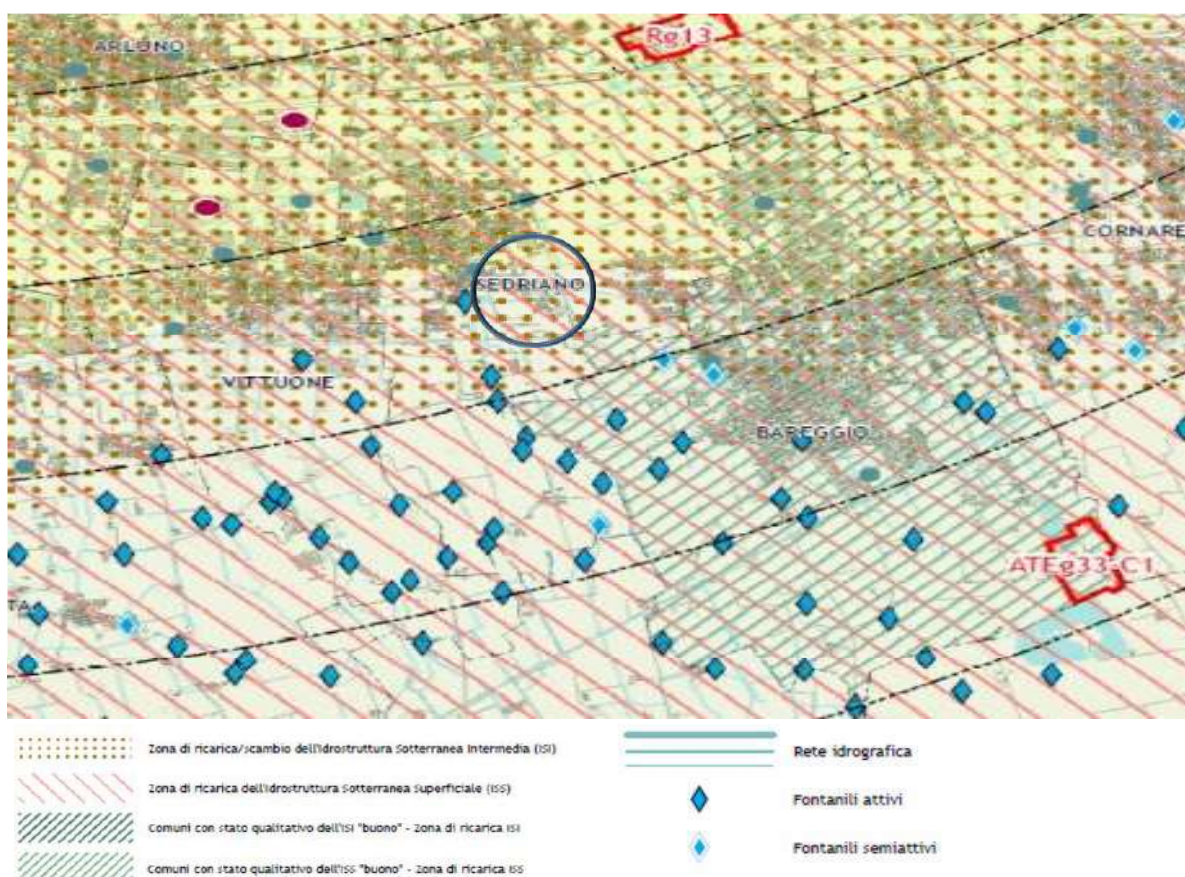 ARLUNO
Rg13
CORNARE
SEDRIANO
VITTUONE
BAREGGIO
ATEg33-C1
TA
Zona di ricarica/scambio dell'Idrostruttura Sotterranea Intermedia (ISI)
Zona di ricarica dell'Idrostruttura Sotterranea Superficiale (ISS)
Comuni con stato qualitativo dell'ISI "buono" - Zona di ricarica ISI
Comuni con stato qualitativo dell'ISS "buono" - Zona di ricarica ISS
Rete idrografica
Fontanili attivi
Fontanili semiattivi